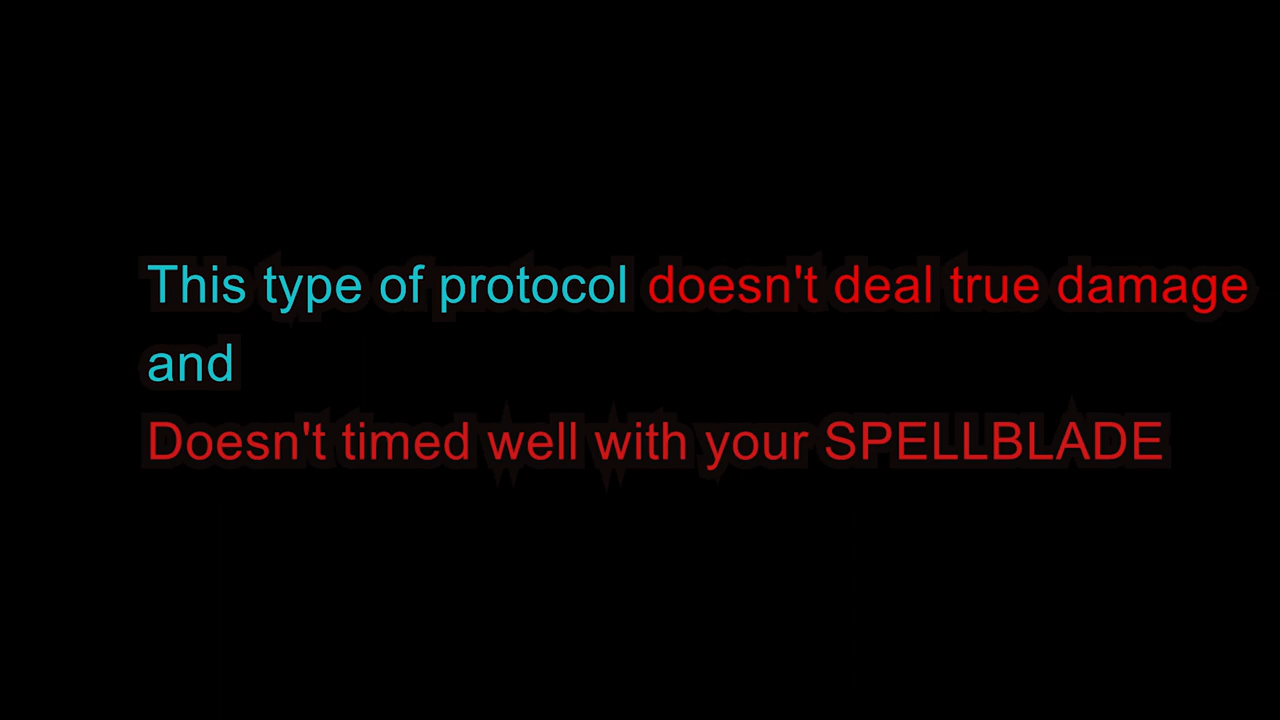 This type of protocol doesn't deal true damage
and
Doesn't timed well with your SPELLBLADE